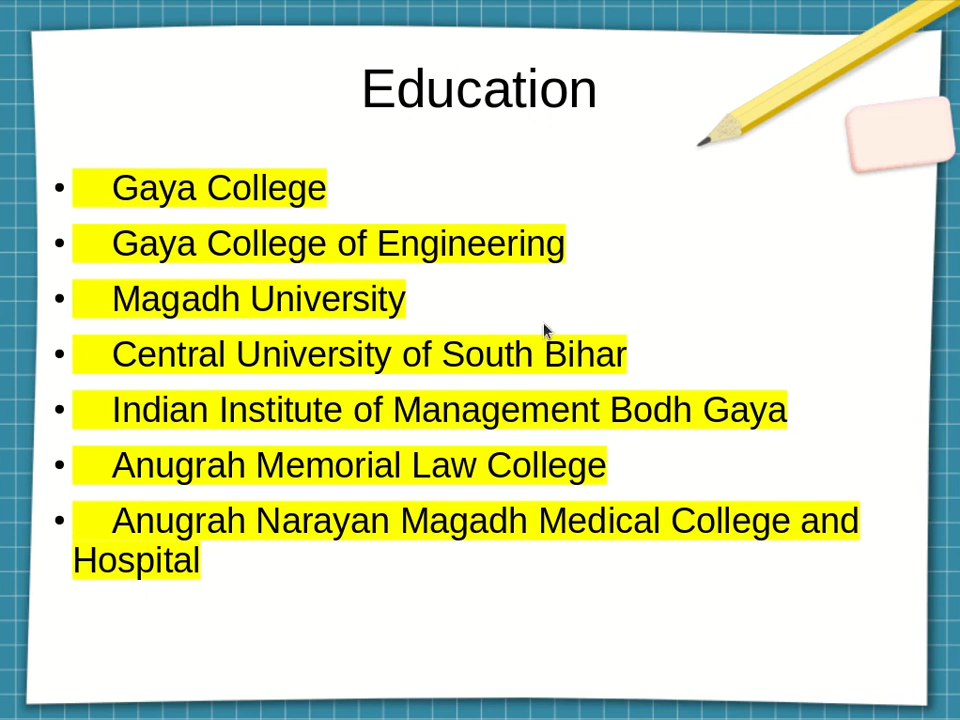 Education
• Gaya College
• Gaya College of Engineering
• Magadh University
• Central University of South Bihar
• Indian Institute of Management Bodh Gaya
• Anugrah Memorial Law College
• Anugrah Narayan Magadh Medical College and
Hospital